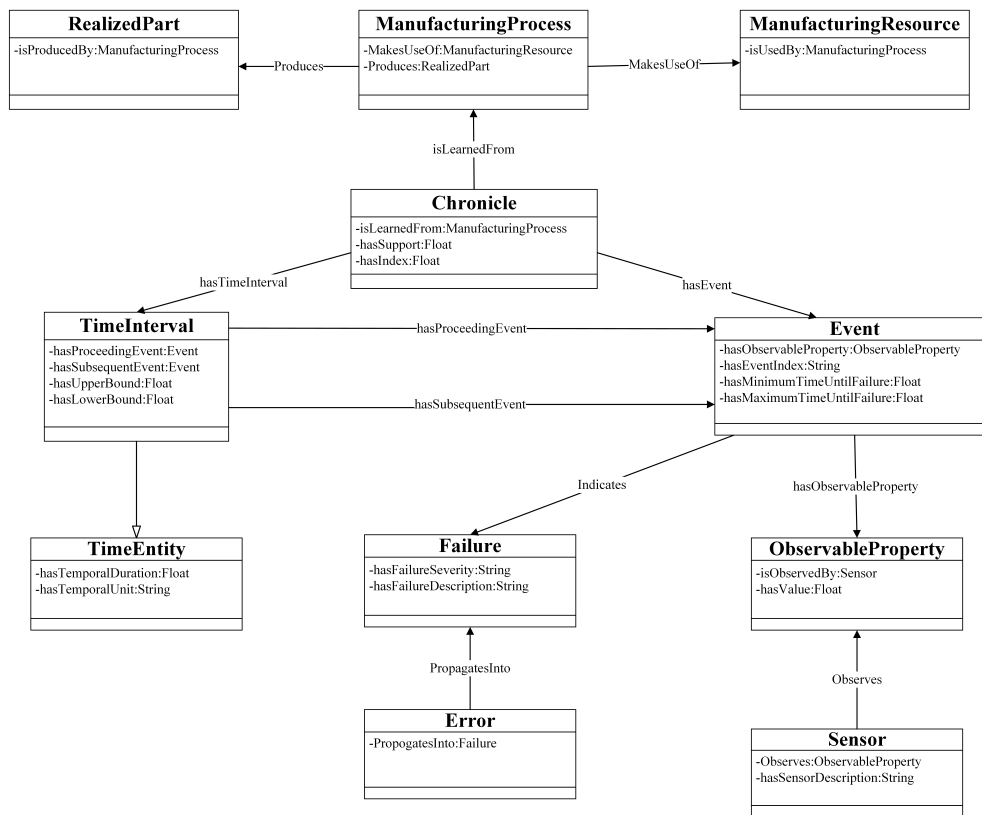 RealizedPart
-isProducedBy:ManufacturingProcess
ManufacturingProcess
-MakesUseOf:ManufacturingResource
-Produces:RealizedPart
ManufacturingResource
-isUsedBy:ManufacturingProcess
Produces
MakesUseOf
isLearnedFrom
Chronicle
-isLearnedFrom:ManufacturingProcess
-hasSupport:Float
-hasIndex:Float
hasTimeInterval
hasEvent
TimeInterval
-hasProceedingEvent:Event
-hasSubsequentEvent:Event
-hasUpperBound:Float
-hasLowerBound:Float
hasProceedingEvent
hasSubsequentEvent
Event
-hasObservableProperty:ObservableProperty
-hasEventIndex:String
-hasMinimumTimeUntilFailure:Float
-hasMaximumTimeUntilFailure:Float
Indicates
hasObservableProperty
TimeEntity
-hasTemporalDuration:Float
-hasTemporalUnit:String
Failure
-hasFailureSeverity:String
-hasFailureDescription:String
ObservableProperty
-isObservedBy:Sensor
-hasValue:Float
PropagatesInto
Observes
Error
-PropogatesInto:Failure
Sensor
-Observes:ObservableProperty
-hasSensorDescription:String